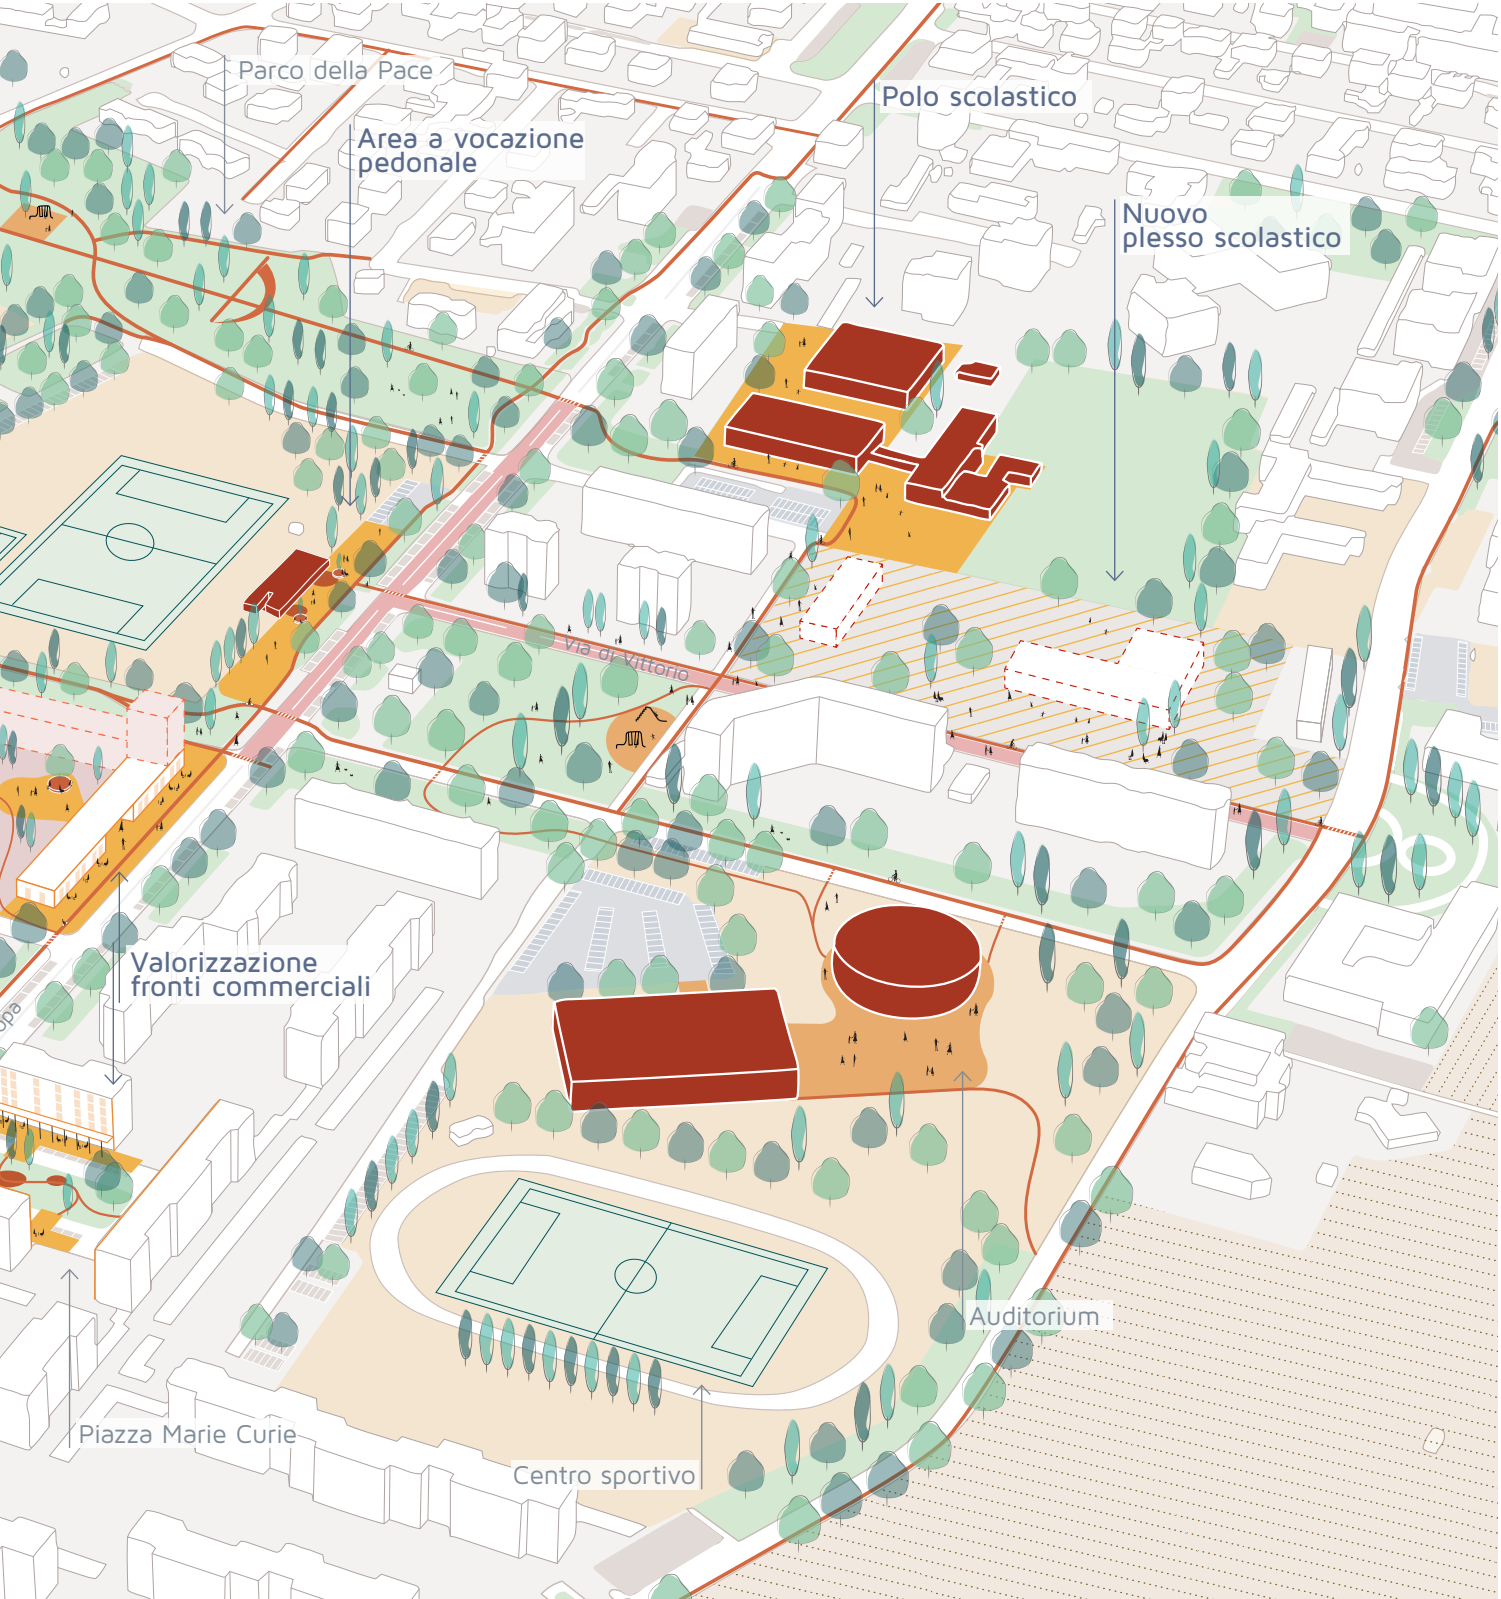 Parco della Pace
Polo scolastico
Area a vocazione
pedonale
Nuovo
plesso scolastico
Via di Vittorio
Valorizzazione
fronti commerciali
Auditorium
Piazza Marie Curie
Centro sportivo